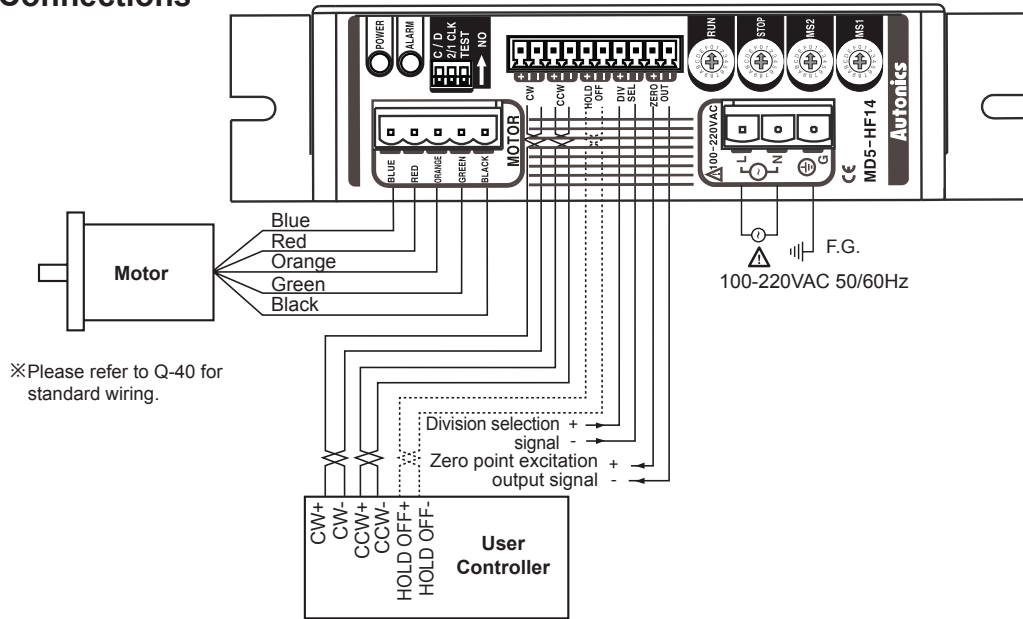 Connections
POWER
ALARM
C / D
2/1 CLK
TEST
NO
+ - + - + - + - + -
CW
CCW
HOLD OFF
DIV SEL
ZERO OUT
RUN
STOP
MS2
MS1
MOTOR
BLUE
RED
ORANGE
GREEN
BLACK
100-220VAC
L
N
G
CE
MD5-HF14
Autonics
Blue
Red
Orange
Green
Black
Motor
F.G.
100-220VAC 50/60Hz
※Please refer to Q-40 for
standard wiring.
Division selection +
signal -
Zero point excitation +
output signal -
CW+
CW-
CCW+
CCW-
HOLD OFF+
HOLD OFF-
User
Controller